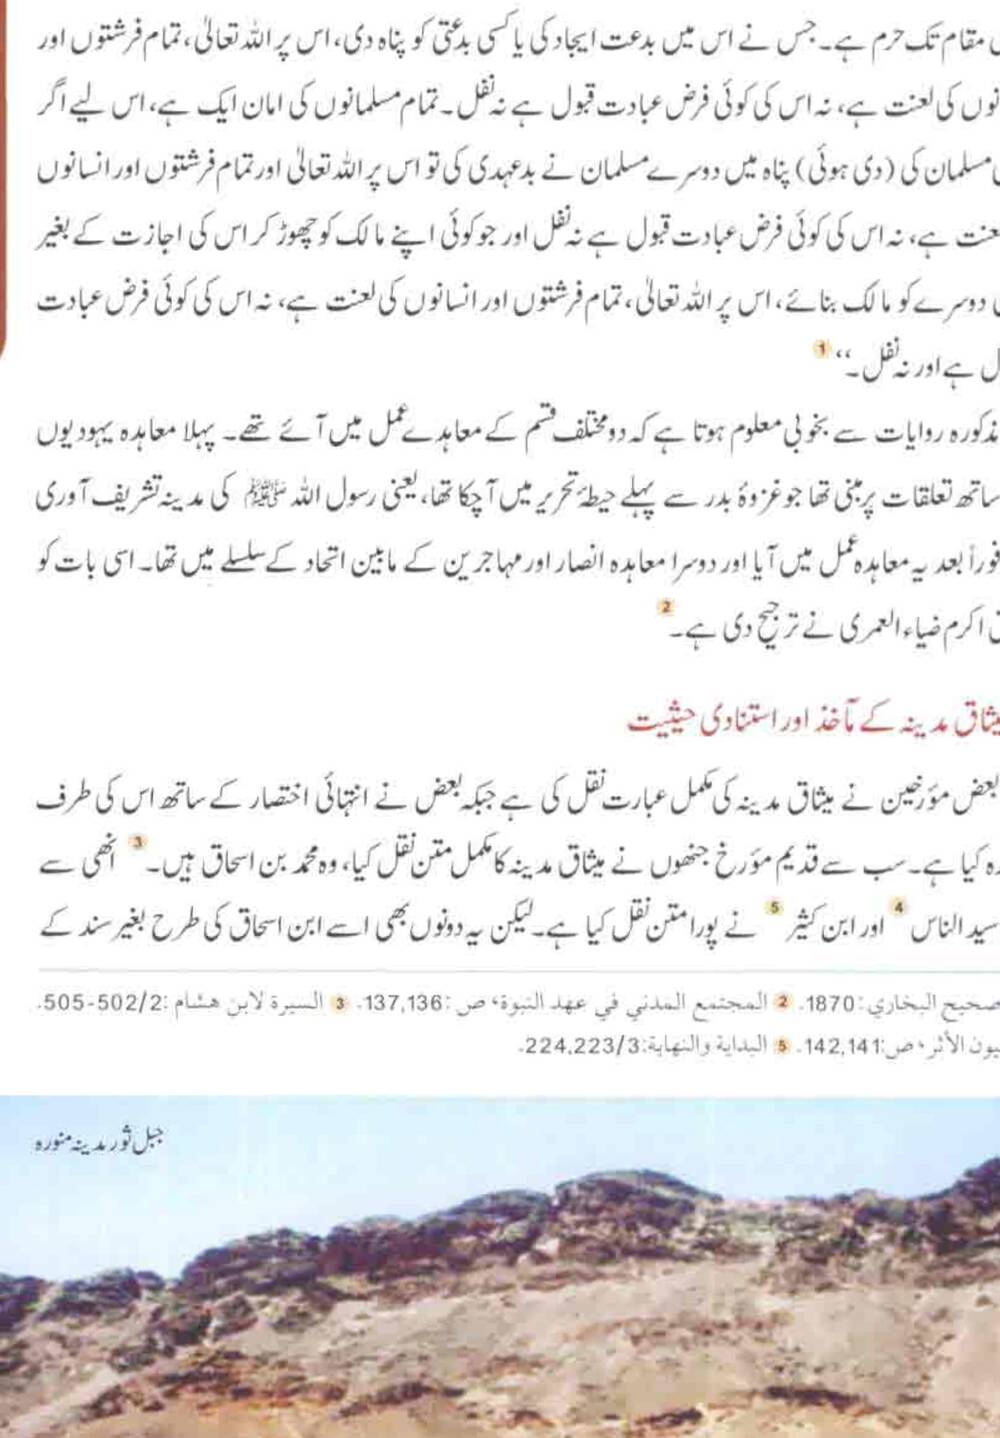 مقام تک حرم ہے۔ جس نے اس میں بدعت ایجاد کی یا کسی بدعتی کو پناہ دی، اس پر اللہ تعالیٰ، تمام فرشتوں اور
نوں کی لعنت ہے، نہ اس کی کوئی فرض عبادت قبول ہے نہ نفل۔ تمام مسلمانوں کی امان ایک ہے، اس لیے اگر
مسلمان کی (دی ہوئی) پناہ میں دوسرے مسلمان نے بدعہدی کی تو اس پر اللہ تعالیٰ اور تمام فرشتوں اور انسانوں
عنت ہے، نہ اس کی کوئی فرض عبادت قبول ہے نہ نفل اور جو کوئی اپنے مالک کو چھوڑ کر اس کی اجازت کے بغیر
دوسرے کو مالک بنائے، اس پر اللہ تعالیٰ، تمام فرشتوں اور انسانوں کی لعنت ہے، نہ اس کی کوئی فرض عبادت
ل ہے اور نہ نفل۔“ 1
مذکورہ روایات سے بخوبی معلوم ہوتا ہے کہ دو مختلف قسم کے معاہدے عمل میں آئے تھے۔ پہلا معاہدہ یہودیوں
ساتھ تعلقات پر مبنی تھا جو غزوۂ بدر سے پہلے حیطۂ تحریر میں آچکا تھا، یعنی رسول اللہ ﷺ کی مدینہ تشریف آوری
فوراً بعد یہ معاہدہ عمل میں آیا اور دوسرا معاہدہ انصار اور مہاجرین کے مابین اتحاد کے سلسلے میں تھا۔ اسی بات کو
اکرم ضیاء العمری نے ترجیح دی ہے۔ 2
یثاق مدینہ کے مآخذ اور استنادی حیثیت
بعض مؤرخین نے میثاق مدینہ کی مکمل عبارت نقل کی ہے جبکہ بعض نے انتہائی اختصار کے ساتھ اس کی طرف
رہ کیا ہے۔ سب سے قدیم مؤرخ جنھوں نے میثاق مدینہ کا مکمل متن نقل کیا، وہ محمد بن اسحاق ہیں۔ 3 انھی سے
سید الناس 4 اور ابن کثیر 5 نے پورا متن نقل کیا ہے۔ لیکن یہ دونوں بھی اسے ابن اسحاق کی طرح بغیر سند کے
صحيح البخاري: 1870. 2 المجتمع المدني في عهد النبوة، ص: 137,136. 3 السيرة لابن هشام: 502/2-505.
يون الأثر، ص: 142,141. 5 البداية والنهاية: 224,223/3.
جبل ثور مدینہ منورہ